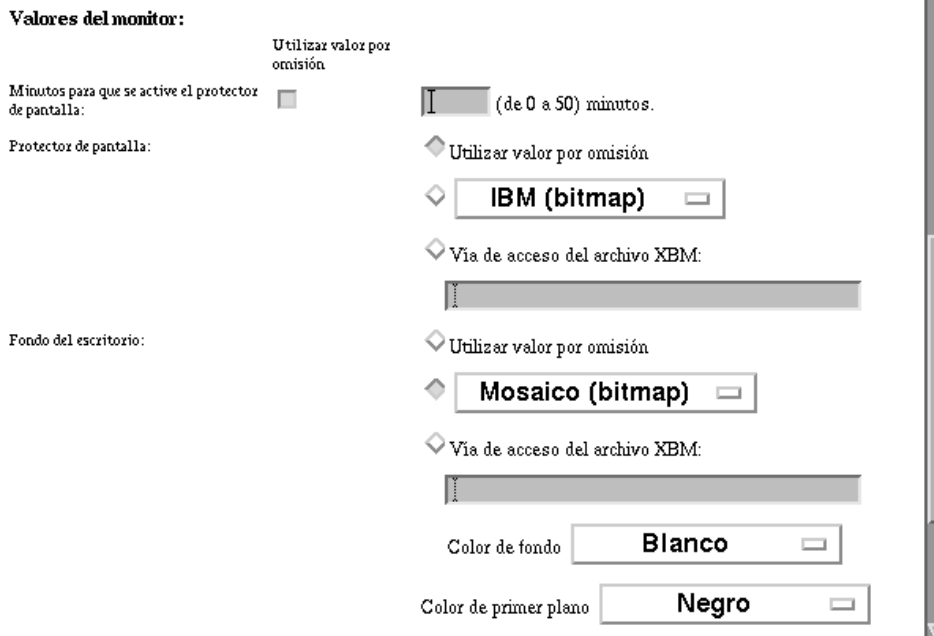 Valores del monitor:
Utilizar valor por
omisión
Minutos para que se active el protector
de pantalla:
(de 0 a 50) minutos.
Protector de pantalla:
Utilizar valor por omisión
IBM (bitmap)
Vía de acceso del archivo XBM:
Fondo del escritorio:
Utilizar valor por omisión
Mosaico (bitmap)
Vía de acceso del archivo XBM:
Color de fondo Blanco
Color de primer plano Negro